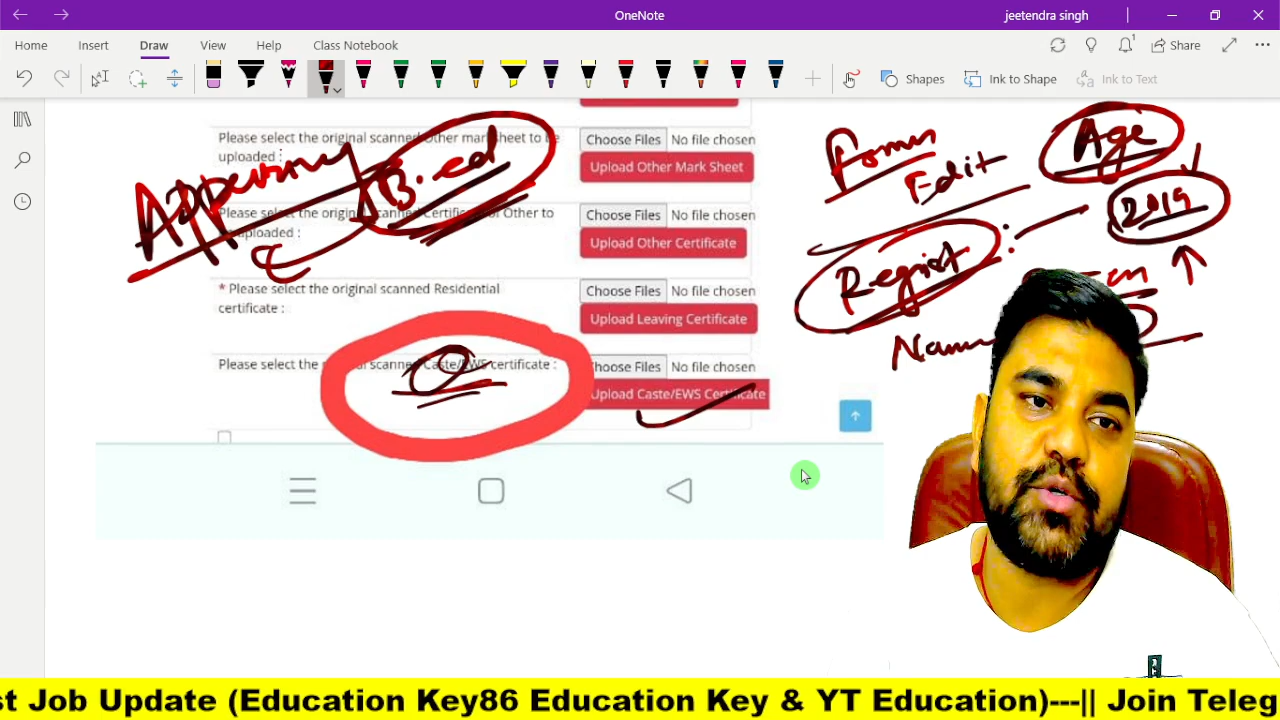 OneNote
jeetendra singh
Home Insert Draw View Help Class Notebook Share
Shapes Ink to Shape Ink to Text
Please select the original scanned other mark sheet to be
uploaded :
Choose Files No file chosen
Upload Other Mark Sheet
Appering B.ed
Please select the original scanned Certificate of Other to
be uploaded :
Choose Files No file chosen
Upload Other Certificate
* Please select the original scanned Residential
certificate :
Choose Files No file chosen
Upload Leaving Certificate
Please select the scanned Caste/EWS certificate :
Choose Files No file chosen
Upload Caste/EWS Certificate
Form Age
Edit
2019
Regist :
Name
st Job Update (Education Key86 Education Key & YT Education)---|| Join Teleg